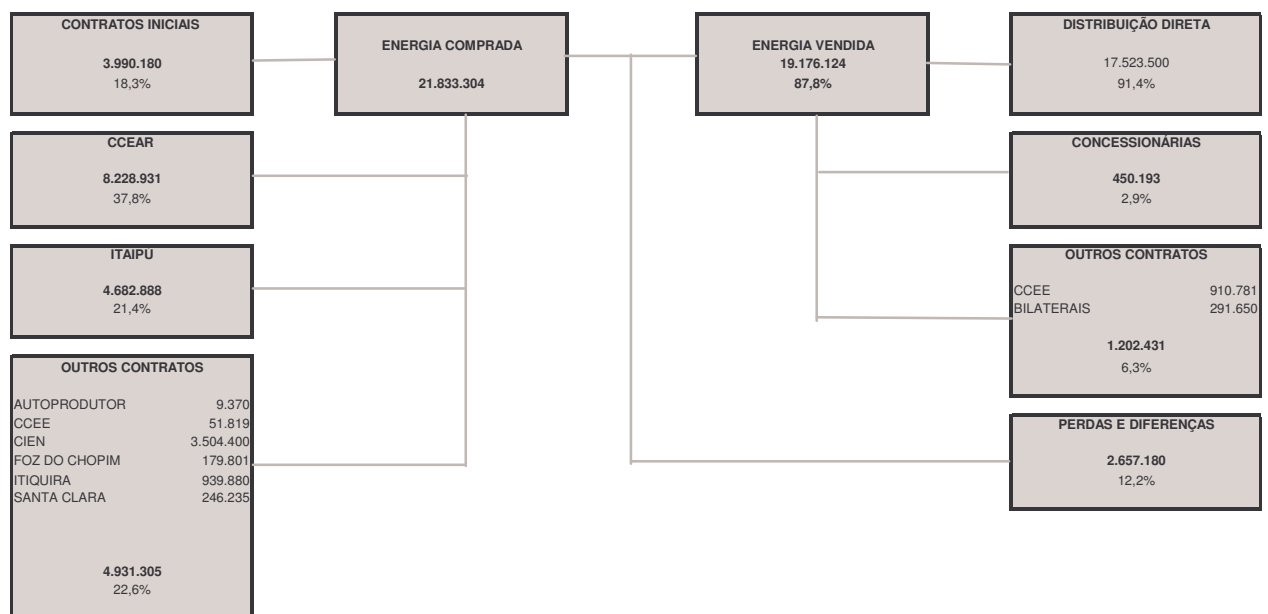 CONTRATOS INICIAIS
3.990.180
18,3%
CCEAR
8.228.931
37,8%
ITAIPÚ
4.682.888
21,4%
OUTROS CONTRATOS
AUTOPRODUTOR 9.370
CCEE 51.819
CIEN 3.504.400
FOZ DO CHOPIM 179.801
ITIQUIRA 939.880
SANTA CLARA 246.235
4.931.305
22,6%
ENERGIA COMPRADA
21.833.304
ENERGIA VENDIDA
19.176.124
87,8%
DISTRIBUIÇÃO DIRETA
17.523.500
91,4%
CONCESSIONÁRIAS
450.193
2,9%
OUTROS CONTRATOS
CCEE 910.781
BILATERAIS 291.650
1.202.431
6,3%
PERDAS E DIFERENÇAS
2.657.180
12,2%